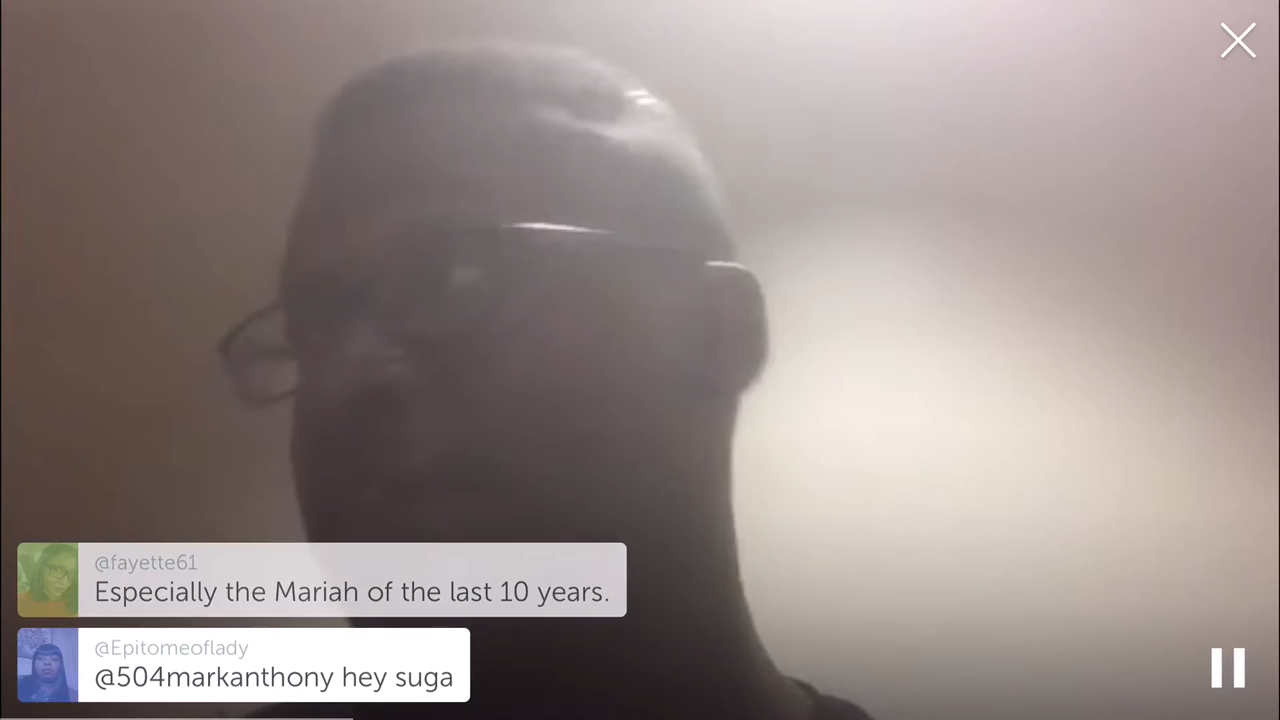 @fayette61
Especially the Mariah of the last 10 years.
@Epitomeoflady
@504markanthony hey suga